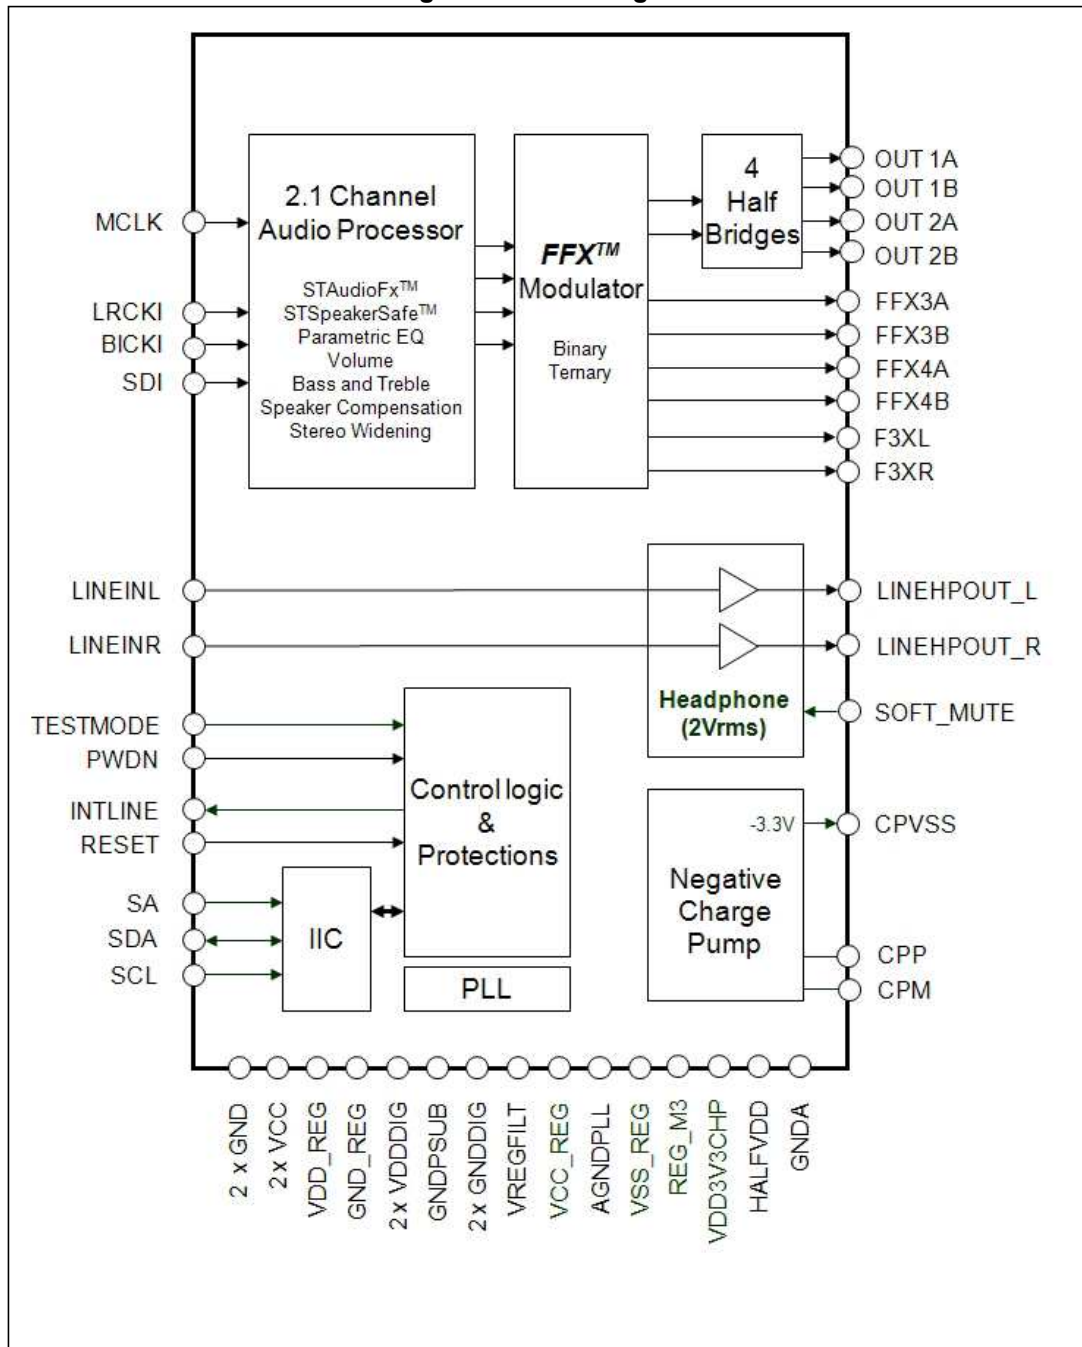 MCLK
LRCKI
BICKI
SDI
2.1 Channel
Audio Processor
STAudioFx™
STSpeakerSafe™
Parametric EQ
Volume
Bass and Treble
Speaker Compensation
Stereo Widening
FFX™
Modulator
Binary
Ternary
4
Half
Bridges
OUT 1A
OUT 1B
OUT 2A
OUT 2B
FFX3A
FFX3B
FFX4A
FFX4B
F3XL
F3XR
LINEINL
LINEINR
Headphone
(2Vrms)
LINEHPOUT_L
LINEHPOUT_R
SOFT_MUTE
TESTMODE
PWDN
INTLINE
RESET
SA
SDA
SCL
IIC
Control logic
&
Protections
PLL
-3.3V
Negative
Charge
Pump
CPVSS
CPP
CPM
2 x GND
2 x VCC
VDD_REG
GND_REG
2 x VDDDIG
GNDPSUB
2 x GNDDIG
VREGFILT
VCC_REG
AGNDPLL
VSS_REG
REG_M3
VDD3V3CHP
HALFVDD
GNDA